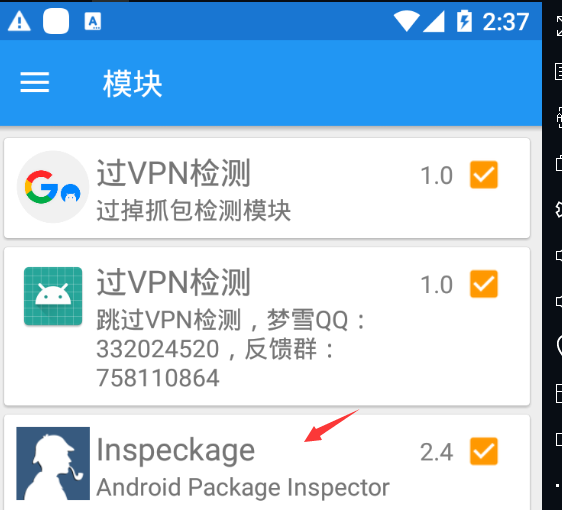 2:37
模块
过VPN检测
1.0
过掉抓包检测模块
过VPN检测
1.0
跳过VPN检测，梦雪QQ：
332024520，反馈群：
758110864
Inspeckage
2.4
Android Package Inspector